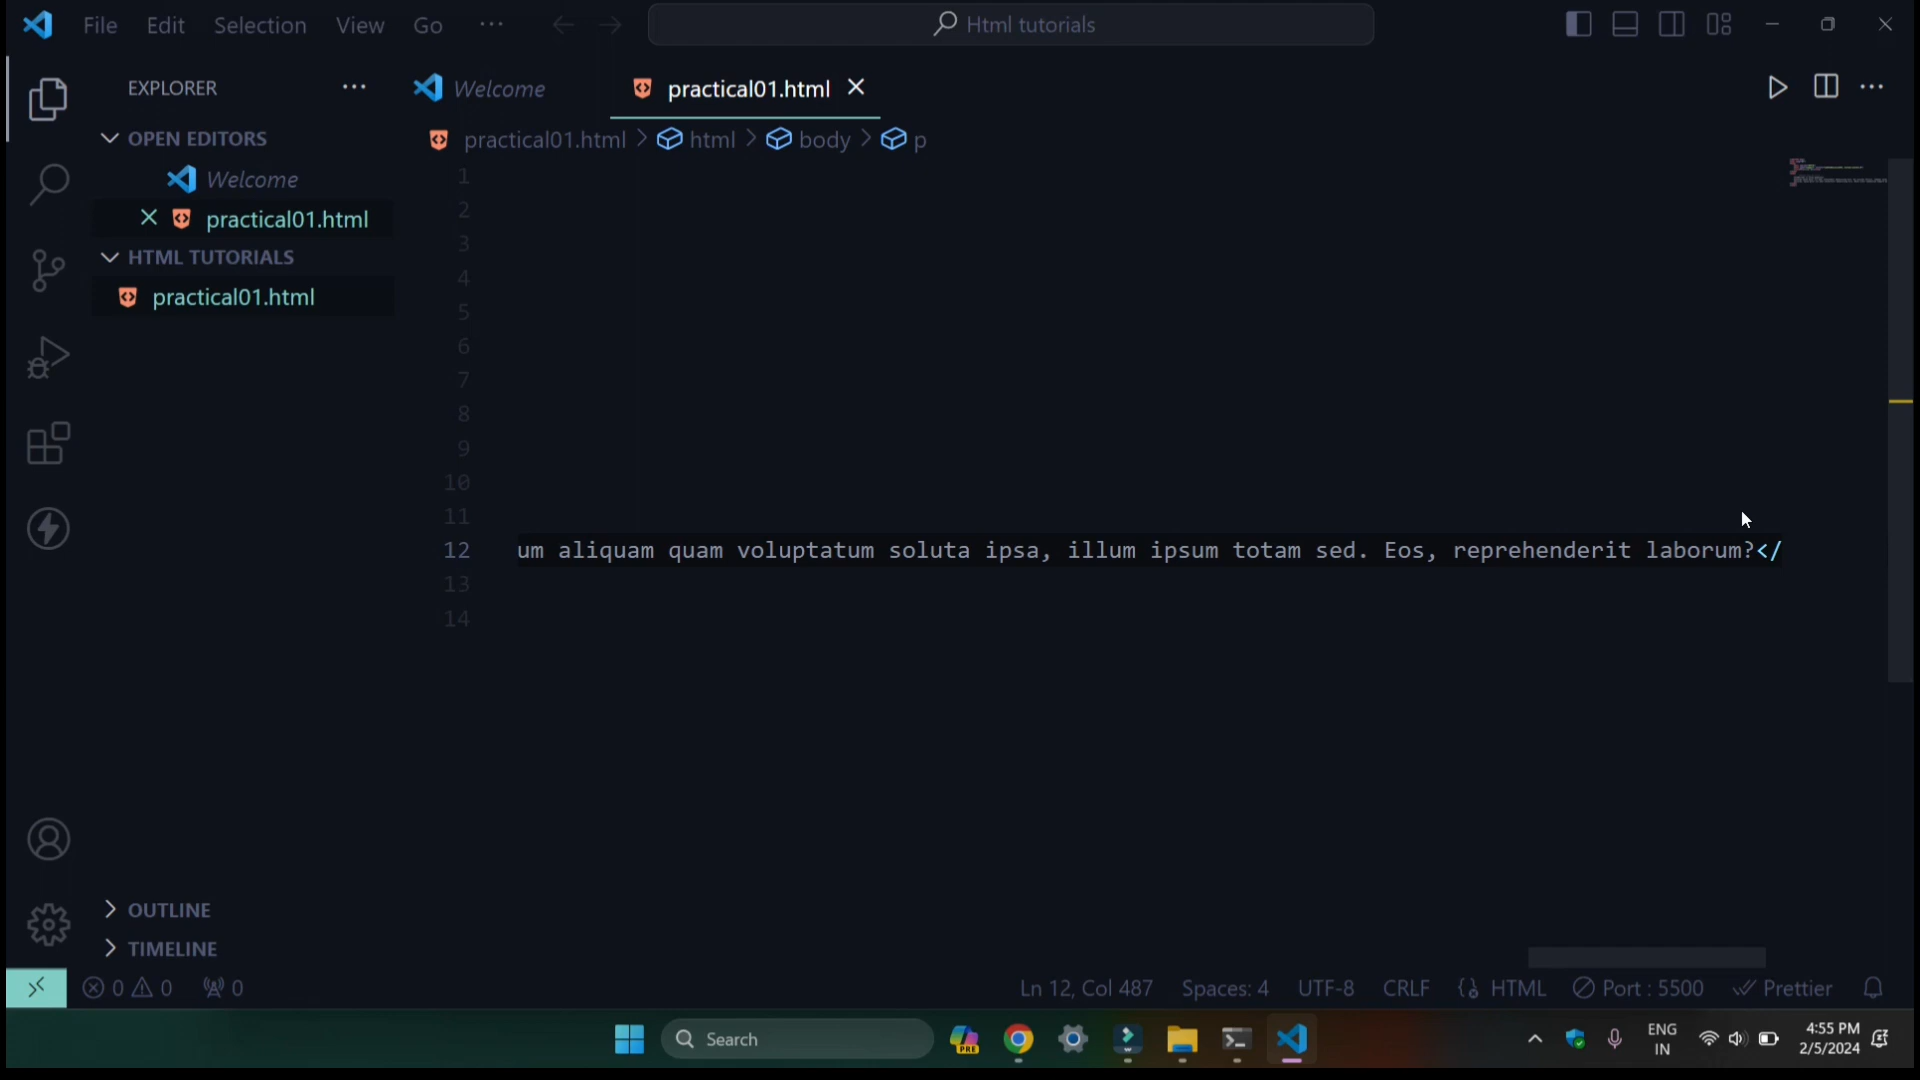 File Edit Selection View Go ··· Html tutorials
EXPLORER ···
Welcome practical01.html
OPEN EDITORS
practical01.html > html > body > p
Welcome
practical01.html
HTML TUTORIALS
practical01.html
1
2
3
4
5
6
7
8
9
10
11
12 um aliquam quam voluptatum soluta ipsa, illum ipsum totam sed. Eos, reprehenderit laborum?</
13
14
OUTLINE
TIMELINE
0 0 0 Ln 12, Col 487 Spaces: 4 UTF-8 CRLF HTML Port : 5500 Prettier
Search PRE ENG IN 4:55 PM
2/5/2024